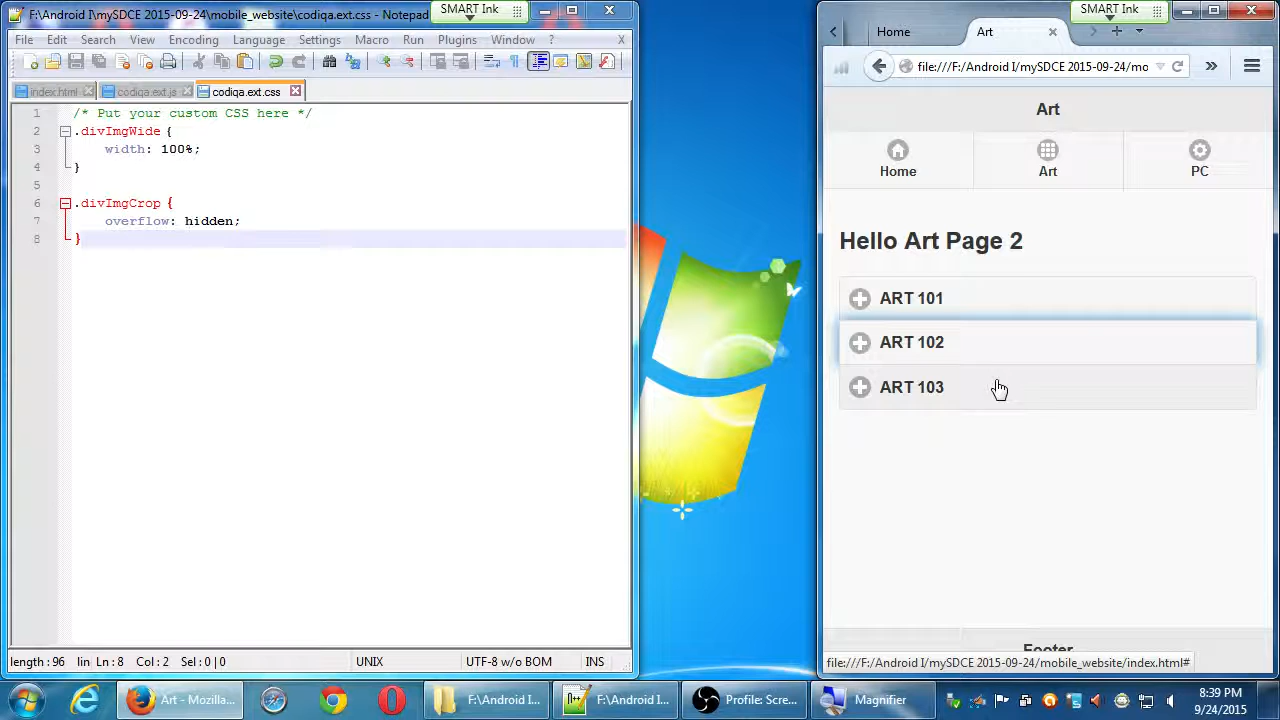 F:\Android I\mySDCE 2015-09-24\mobile_website\codiqa.ext.css - Notepad
SMART Ink
File Edit Search View Encoding Language Settings Macro Run Plugins Window ? X
index.html codiqa.ext.js codiqa.ext.css
1 /* Put your custom CSS here */
2 .divImgWide {
3 width: 100%;
4 }
5
6 .divImgCrop {
7 overflow: hidden;
8 }
length : 96 lin Ln : 8 Col : 2 Sel : 0 | 0 UNIX UTF-8 w/o BOM INS
SMART Ink
Home Art
file:///F:/Android I/mySDCE 2015-09-24/mo
Art
Home Art PC
Hello Art Page 2
ART 101
ART 102
ART 103
Footer
file:///F:/Android I/mySDCE 2015-09-24/mobile_website/index.html#
Art - Mozilla... F:\Android I... F:\Android I... Profile: Scre... Magnifier
8:39 PM
9/24/2015